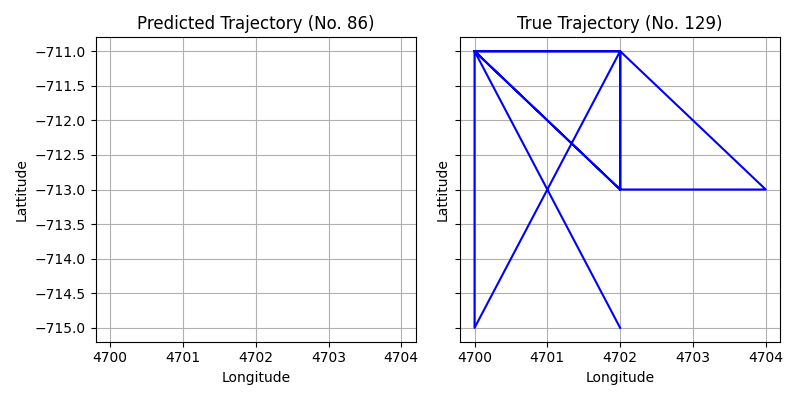 Predicted Trajectory (No. 86)
True Trajectory (No. 129)
−711.0
−711.5
−712.0
−712.5
−713.0
−713.5
−714.0
−714.5
−715.0
Lattitude
Lattitude
4700 4701 4702 4703 4704
4700 4701 4702 4703 4704
Longitude
Longitude